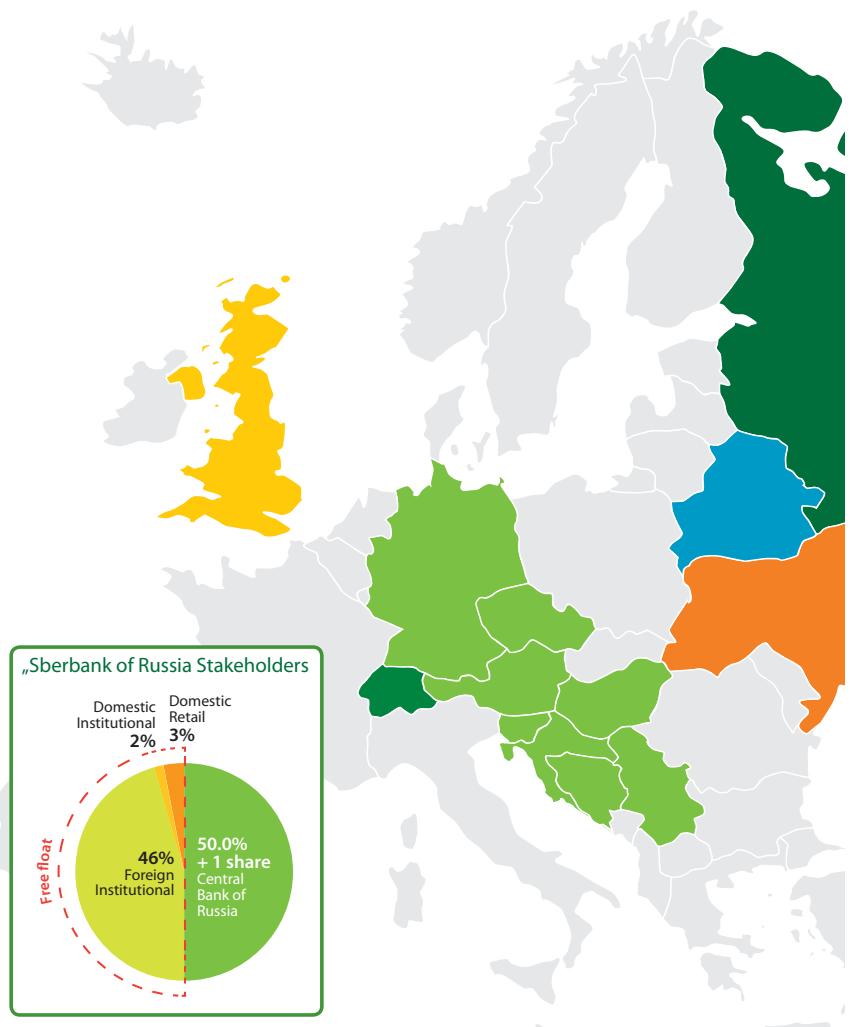 „Sberbank of Russia Stakeholders
Domestic
Institutional
2%
Domestic
Retail
3%
Free float
46%
Foreign
Institutional
50.0%
+ 1 share
Central
Bank of
Russia